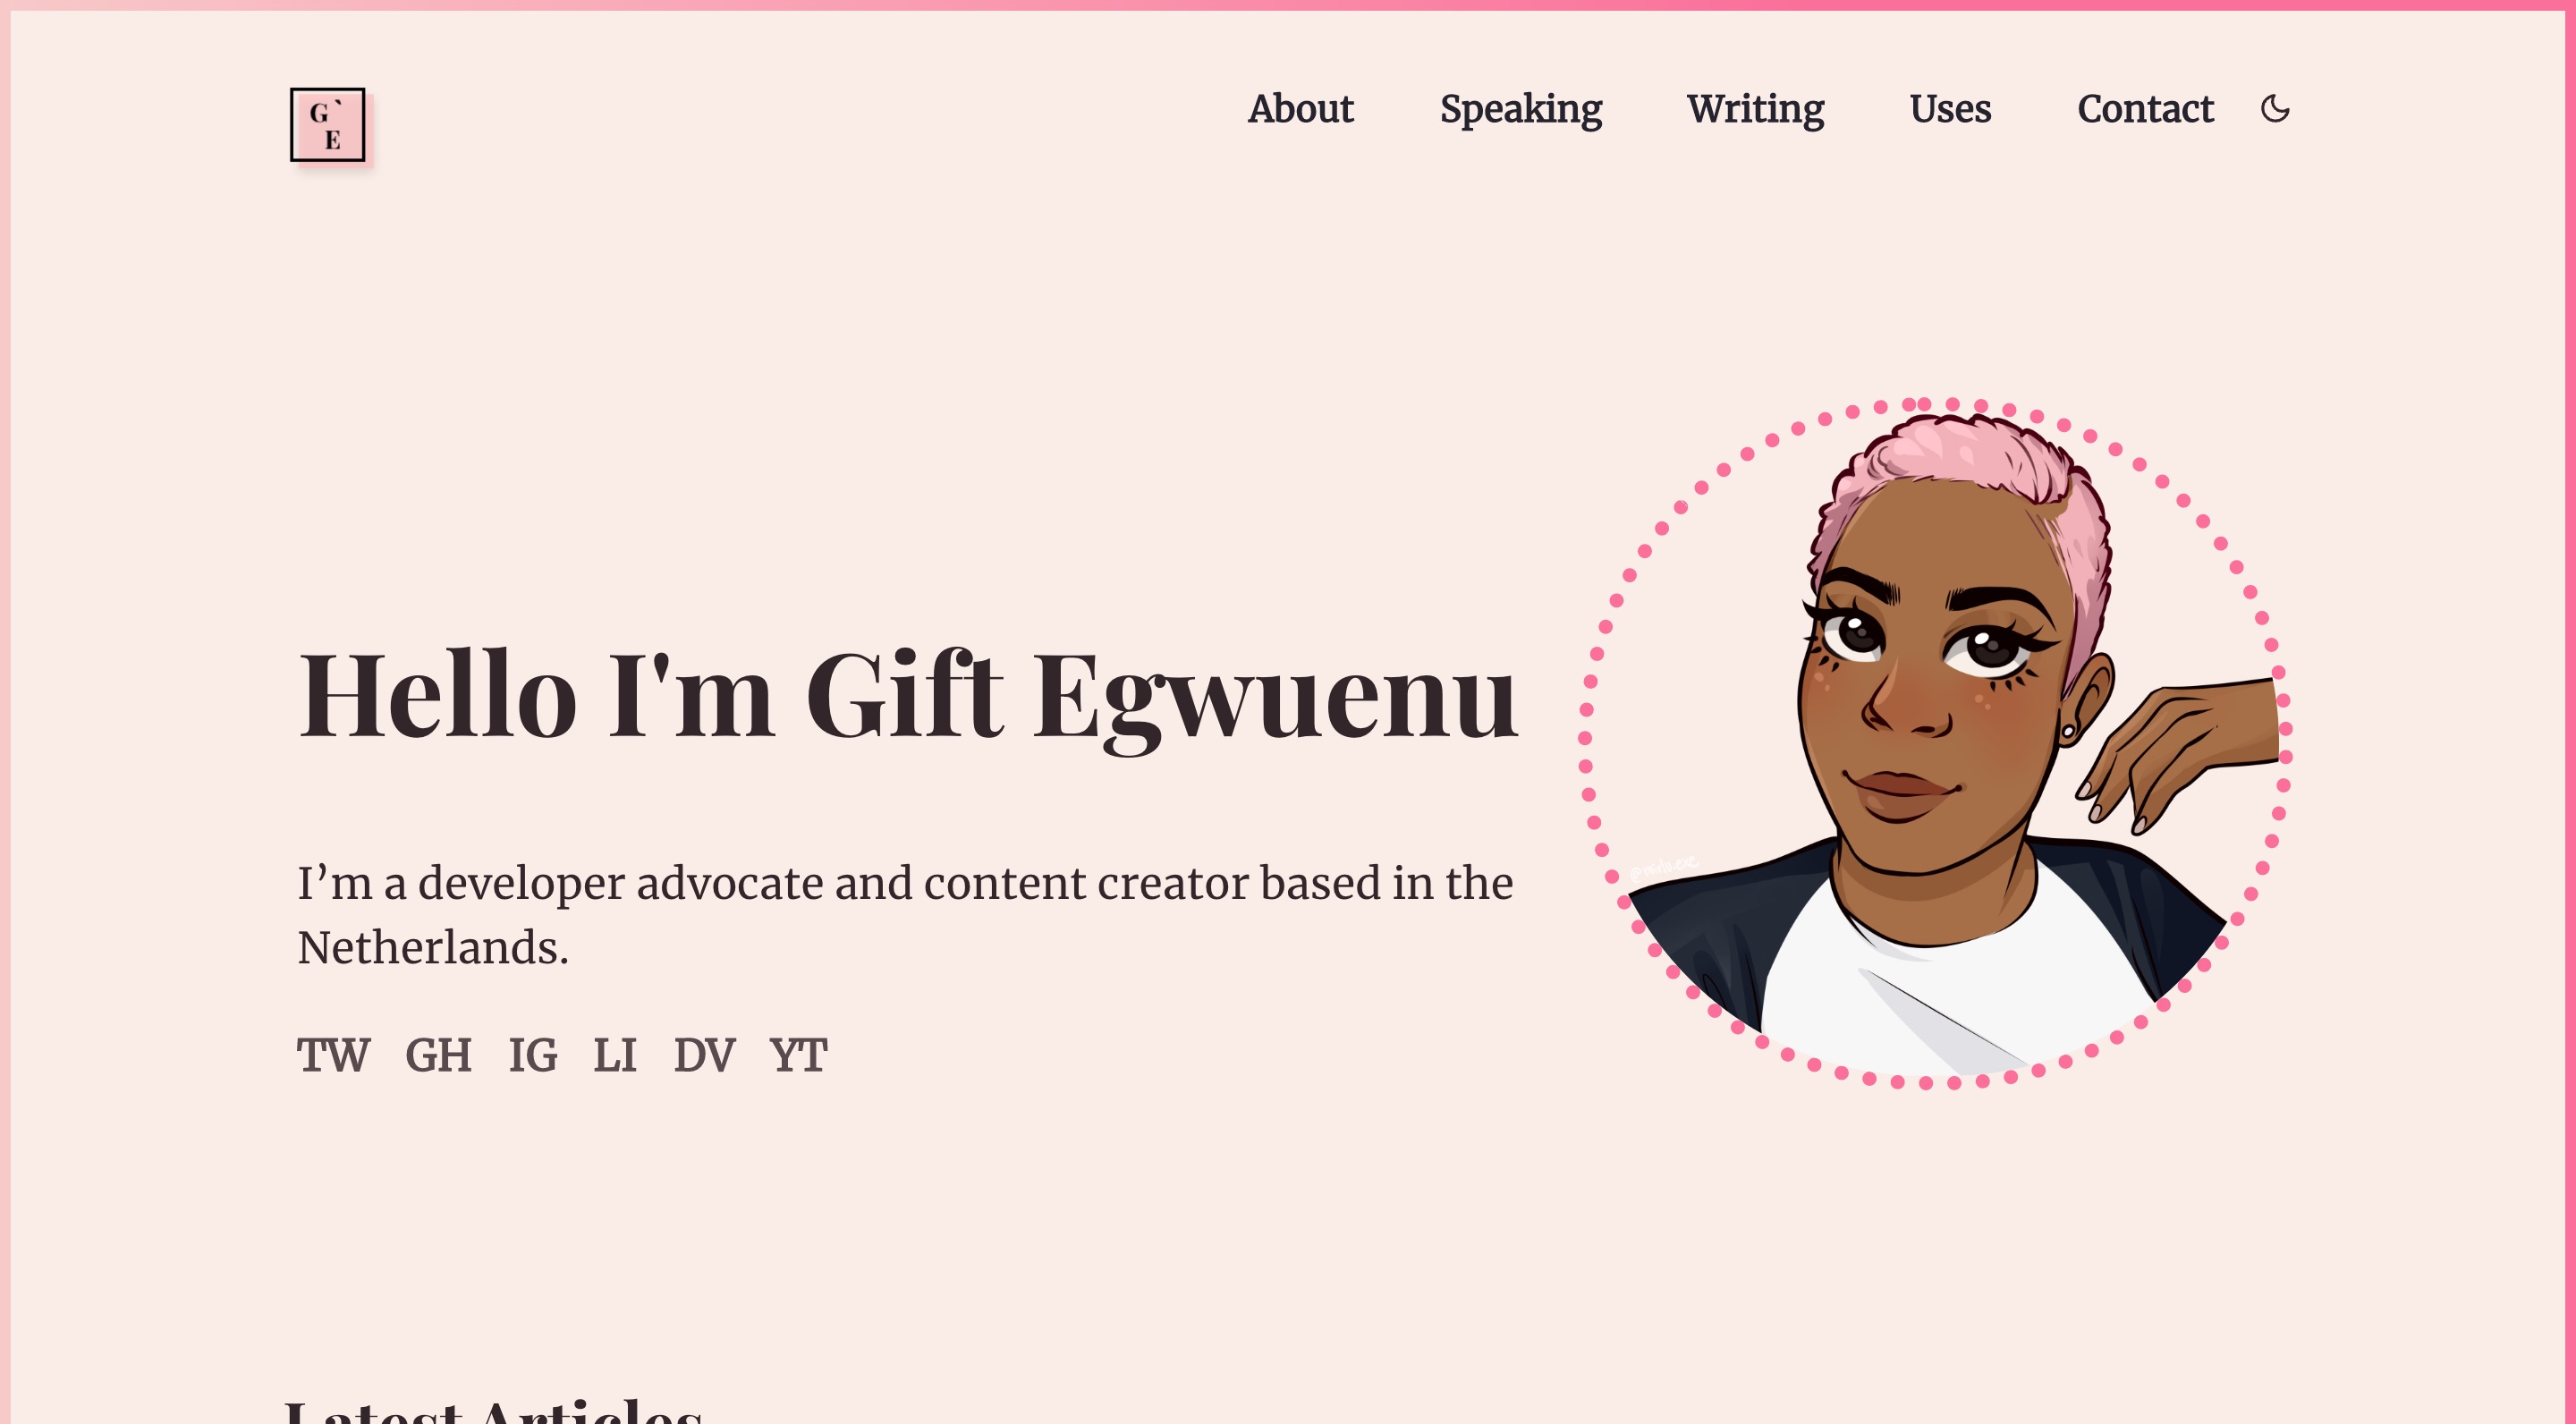 G`
E
About Speaking Writing Uses Contact
Hello I'm Gift Egwuenu
I’m a developer advocate and content creator based in the
Netherlands.
TW GH IG LI DV YT
Latest Articles